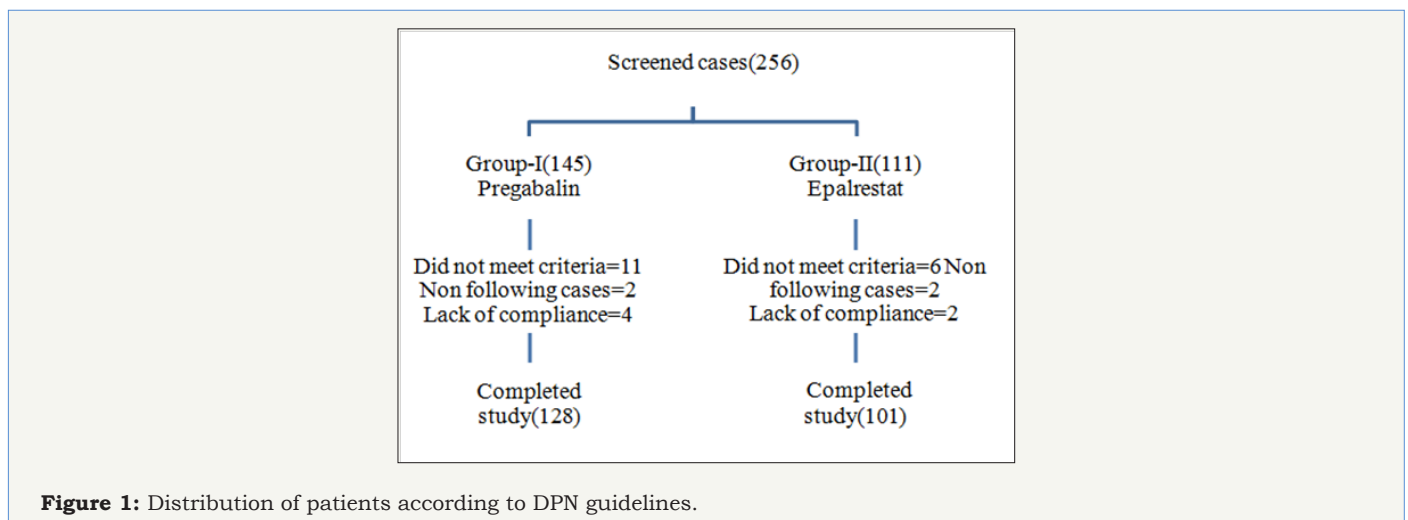 Screened cases(256)
Group-I(145)
Pregabalin
Group-II(111)
Epalrestat
Did not meet criteria=11
Non following cases=2
Lack of compliance=4
Did not meet criteria=6 Non
following cases=2
Lack of compliance=2
Completed
study(128)
Completed
study(101)
Figure 1: Distribution of patients according to DPN guidelines.